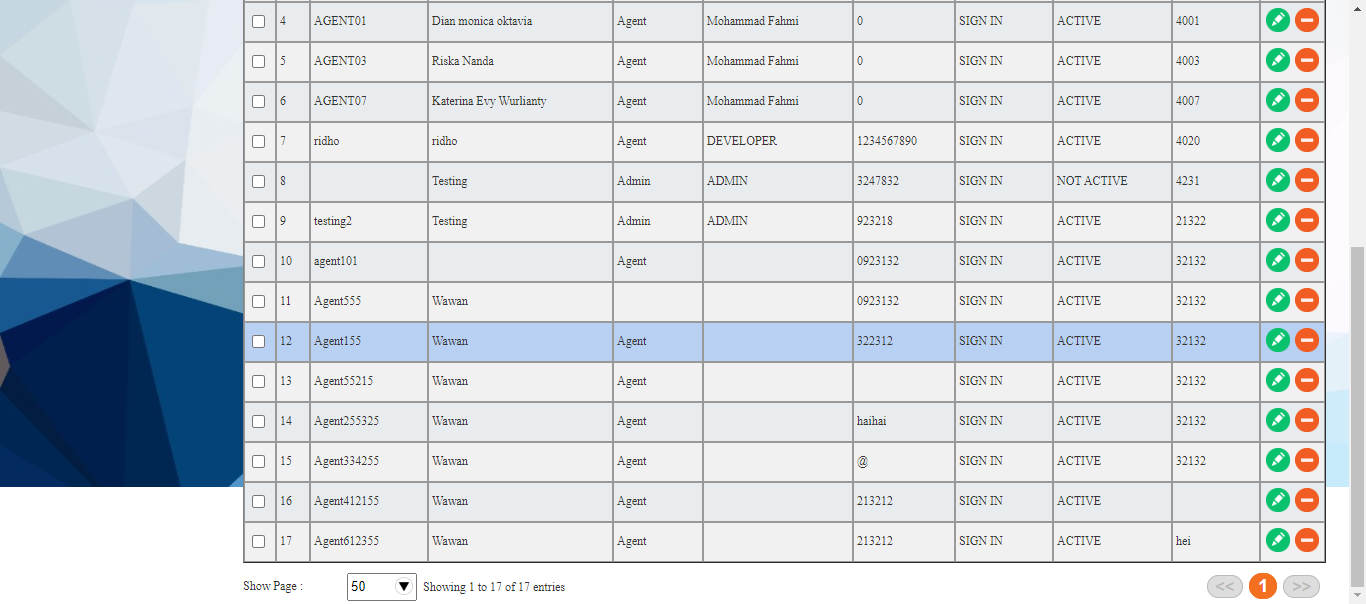 4 AGENT01 Dian monica oktavia Agent Mohammad Fahmi 0 SIGN IN ACTIVE 4001
5 AGENT03 Riska Nanda Agent Mohammad Fahmi 0 SIGN IN ACTIVE 4003
6 AGENT07 Katerina Evy Wurlianty Agent Mohammad Fahmi 0 SIGN IN ACTIVE 4007
7 ridho ridho Agent DEVELOPER 1234567890 SIGN IN ACTIVE 4020
8 Testing Admin ADMIN 3247832 SIGN IN NOT ACTIVE 4231
9 testing2 Testing Admin ADMIN 923218 SIGN IN ACTIVE 21322
10 agent101 Agent 0923132 SIGN IN ACTIVE 32132
11 Agent555 Wawan 0923132 SIGN IN ACTIVE 32132
12 Agent155 Wawan Agent 322312 SIGN IN ACTIVE 32132
13 Agent55215 Wawan Agent SIGN IN ACTIVE 32132
14 Agent255325 Wawan Agent haihai SIGN IN ACTIVE 32132
15 Agent334255 Wawan Agent @ SIGN IN ACTIVE 32132
16 Agent412155 Wawan Agent 213212 SIGN IN ACTIVE
17 Agent612355 Wawan Agent 213212 SIGN IN ACTIVE hei
Show Page : 50 Showing 1 to 17 of 17 entries << 1 >>